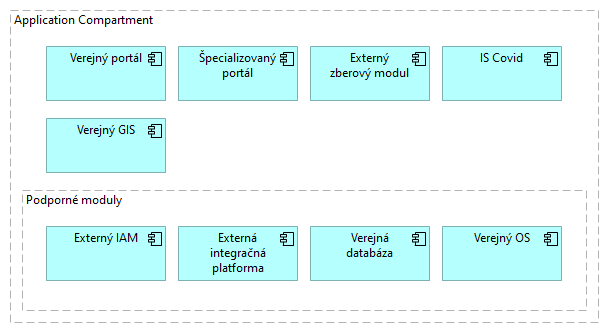 Application Compartment
Verejný portál
Špecializovaný
portál
Externý
zberový modul
IS Covid
Verejný GIS
Podporné moduly
Externý IAM
Externá
integračná
platforma
Verejná
databáza
Verejný OS